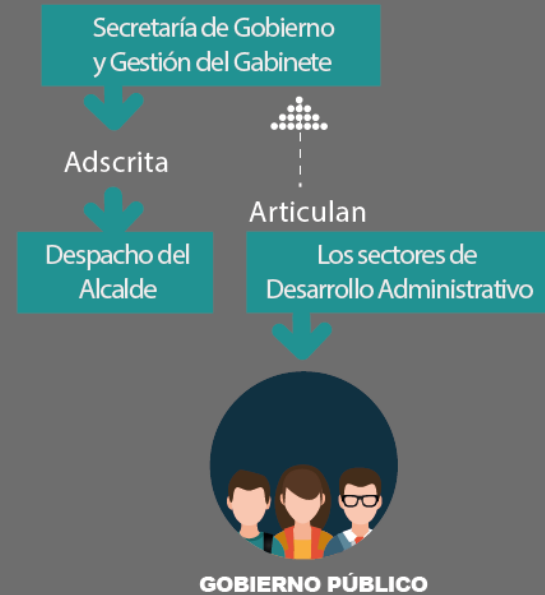 Secretaría de Gobierno
y Gestión del Gabinete
Adscrita
Articulan
Despacho del
Alcalde
Los sectores de
Desarrollo Administrativo
GOBIERNO PÚBLICO